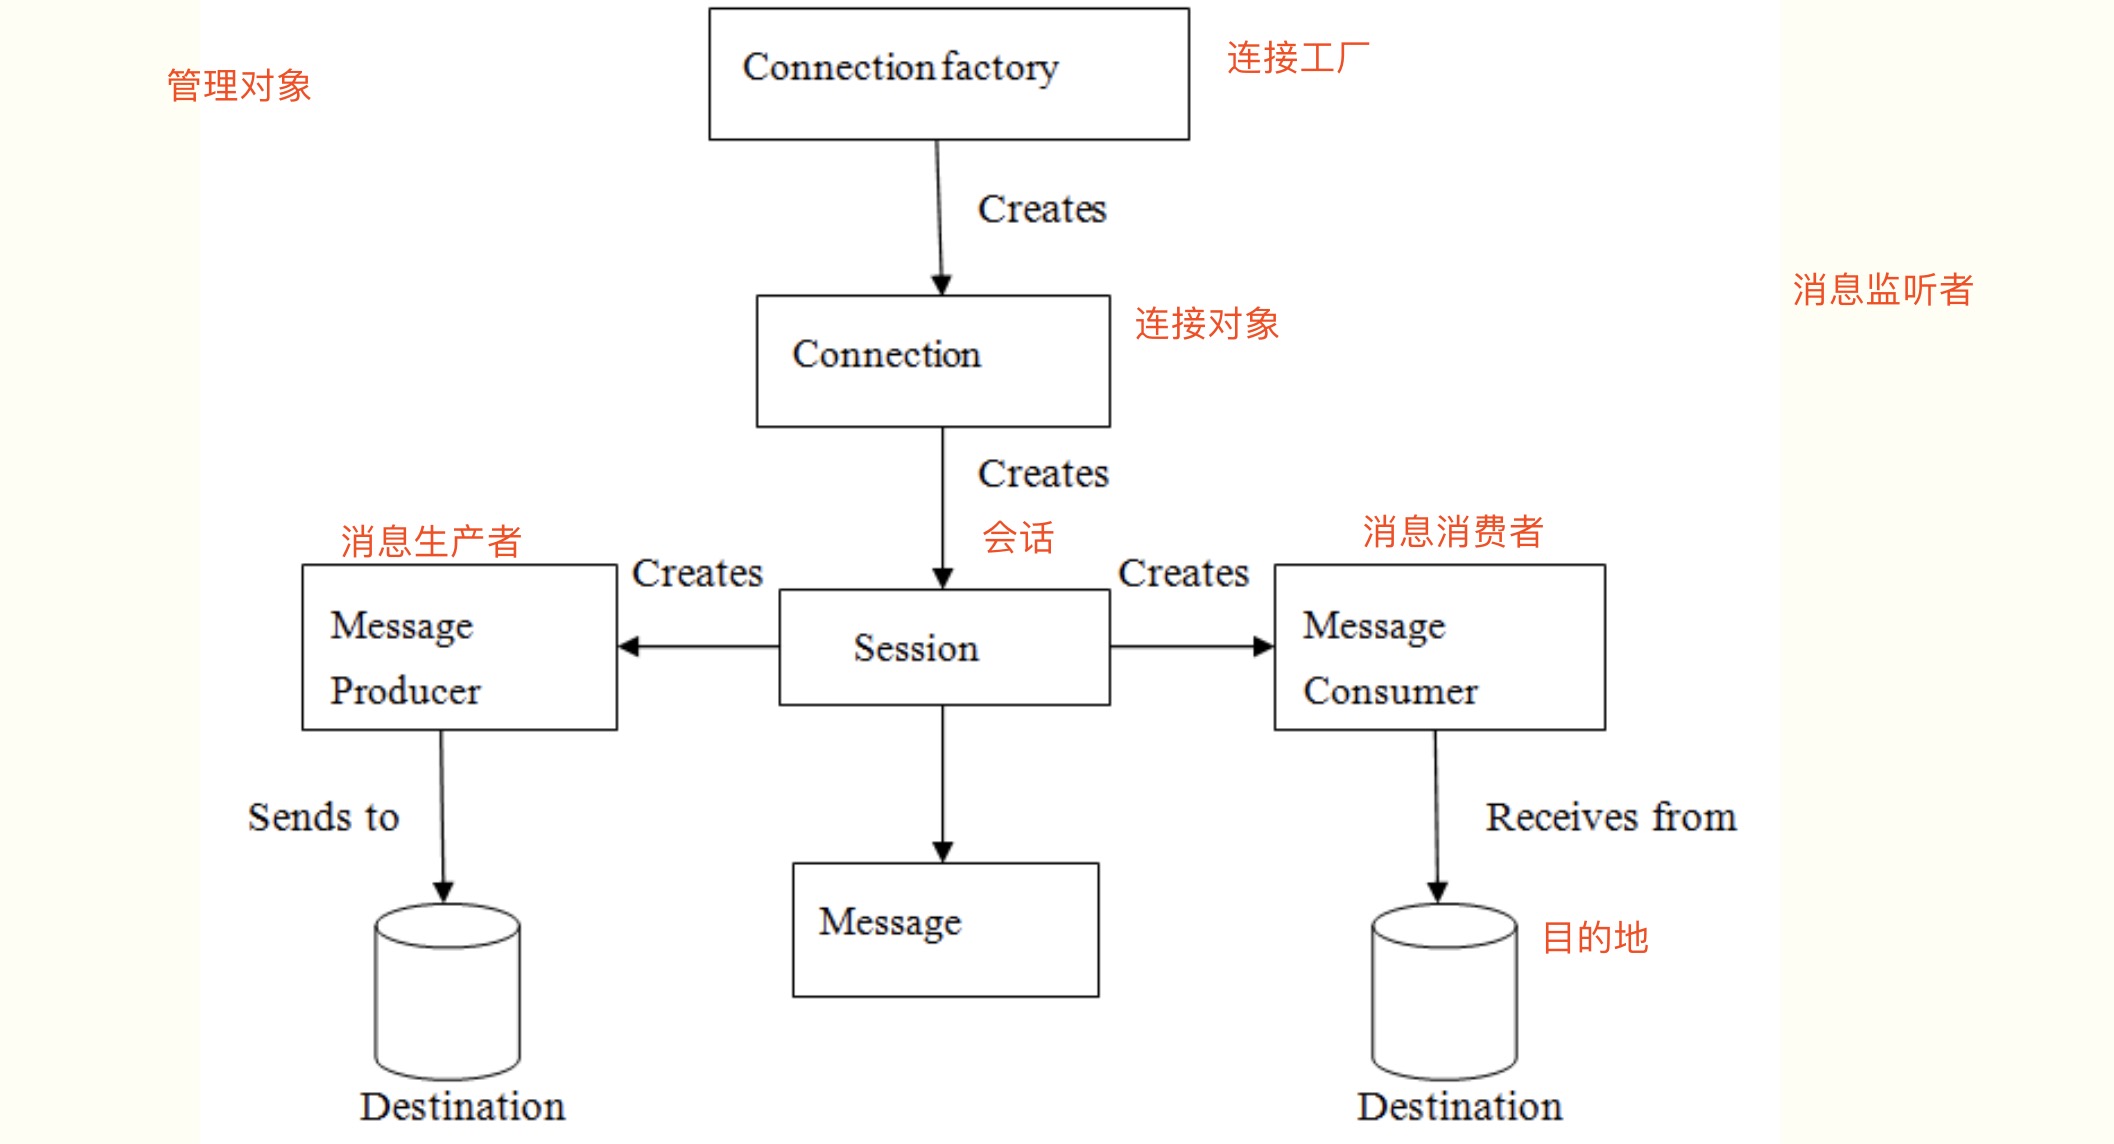 管理对象
Connection factory
连接工厂
Creates
消息监听者
Connection
连接对象
Creates
会话
消息生产者
消息消费者
Creates
Creates
Message
Producer
Session
Message
Consumer
Sends to
Receives from
Message
目的地
Destination
Destination